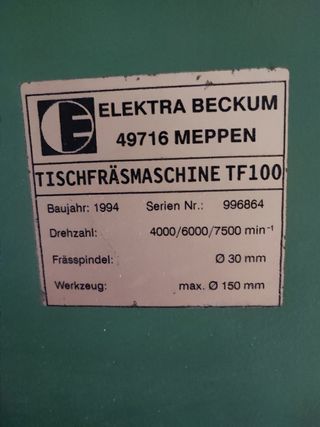 E ELEKTRA BECKUM
49716 MEPPEN
TISCHFRÄSMASCHINE TF100
Baujahr: 1994 Serien Nr.: 996864
Drehzahl: 4000/6000/7500 min⁻¹
Frässpindel: Ø 30 mm
Werkzeug: max. Ø 150 mm